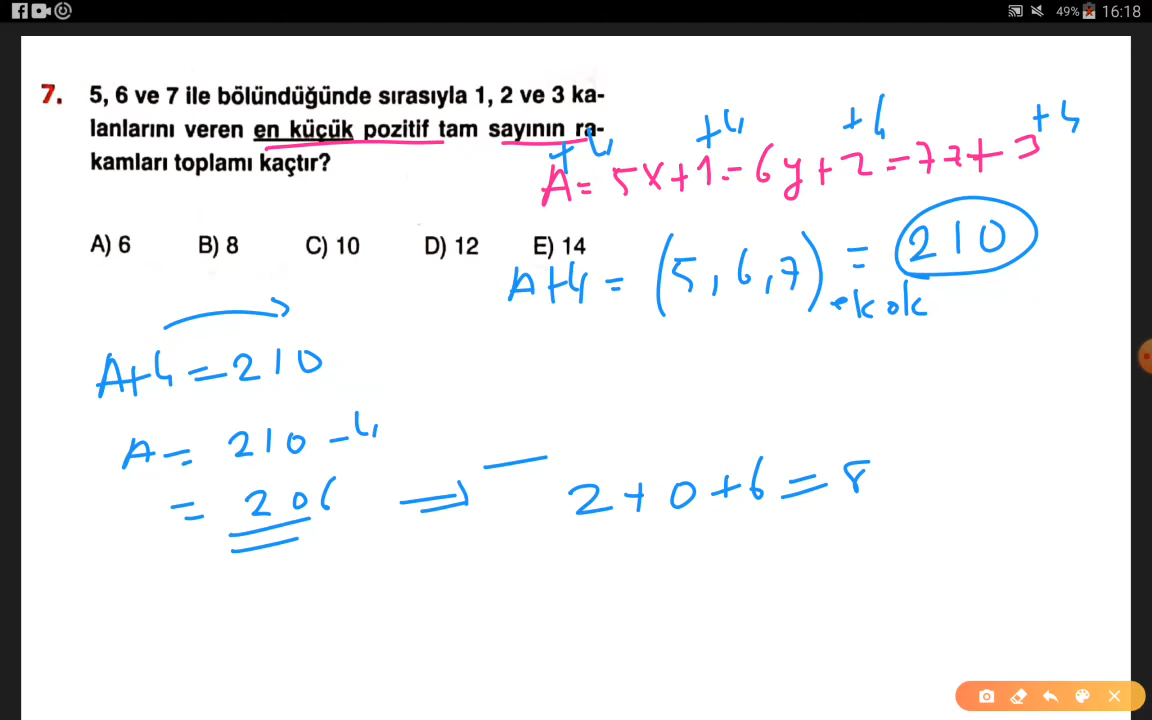 49% 16:18
7. 5, 6 ve 7 ile bölündüğünde sırasıyla 1, 2 ve 3 ka-
lanlarını veren en küçük pozitif tam sayının ra-
kamları toplamı kaçtır?
+4 +4 +4 +4
A = 5x+1 = 6y+2 = 7z+3
A) 6 B) 8 C) 10 D) 12 E) 14
A+4 = (5, 6, 7) ekok = 210
A+4 = 210
A = 210 - 4
= 206 ⇒ 2+0+6 = 8